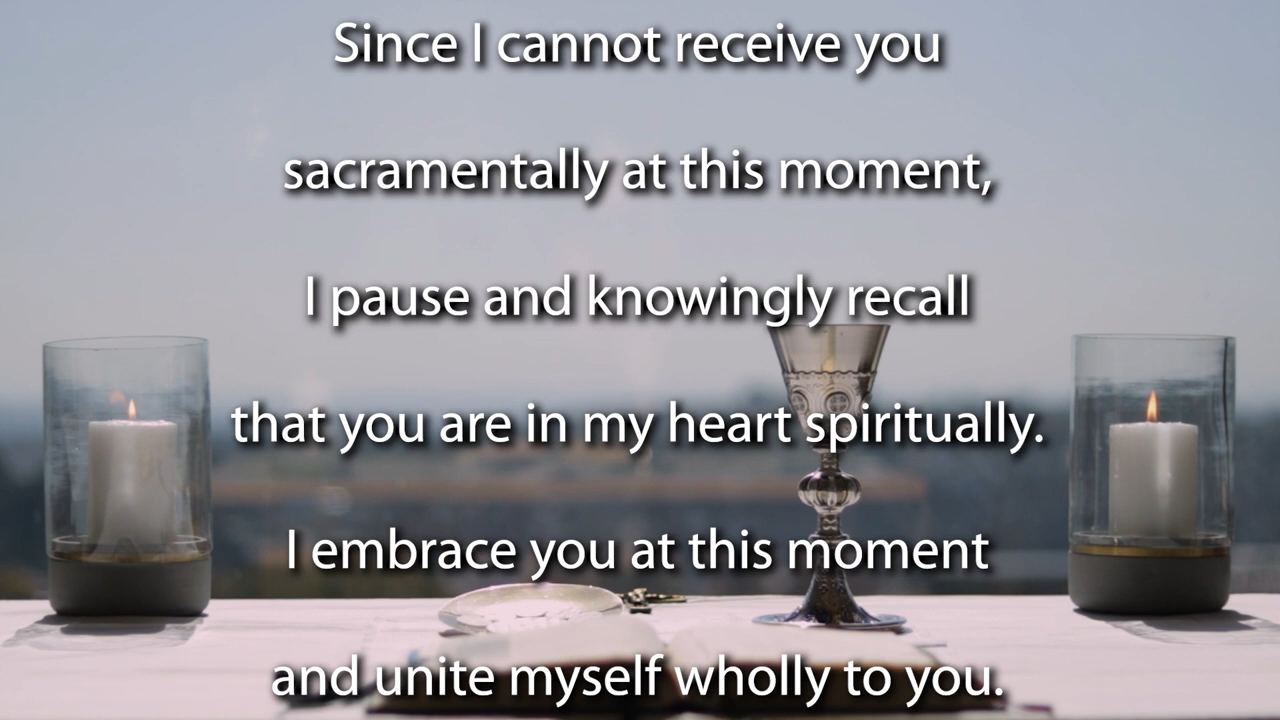 Since I cannot receive you
sacramentally at this moment,
I pause and knowingly recall
that you are in my heart spiritually.
I embrace you at this moment
and unite myself wholly to you.